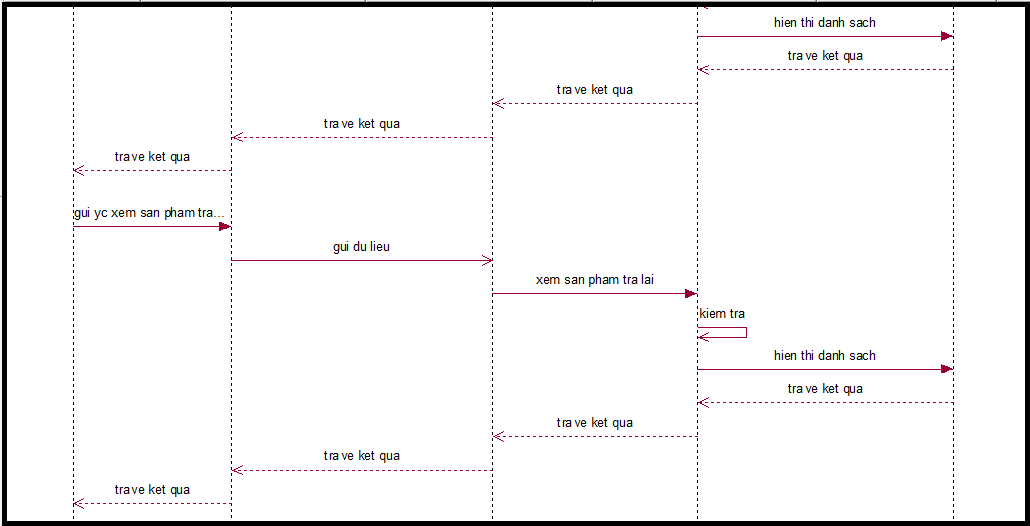 hien thi danh sach
tra ve ket qua
tra ve ket qua
tra ve ket qua
tra ve ket qua
gui yc xem san pham tra...
gui du lieu
xem san pham tra lai
kiem tra
hien thi danh sach
tra ve ket qua
tra ve ket qua
tra ve ket qua
tra ve ket qua